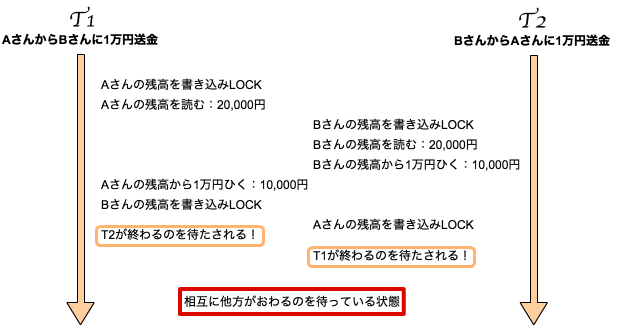 T1
AさんからBさんに1万円送金
T2
BさんからAさんに1万円送金
Aさんの残高を書き込みLOCK
Aさんの残高を読む：20,000円
Bさんの残高を書き込みLOCK
Bさんの残高を読む：20,000円
Bさんの残高から1万円ひく：10,000円
Aさんの残高から1万円ひく：10,000円
Bさんの残高を書き込みLOCK
Aさんの残高を書き込みLOCK
T2が終わるのを待たされる！
T1が終わるのを待たされる！
相互に他方がおわるのを待っている状態